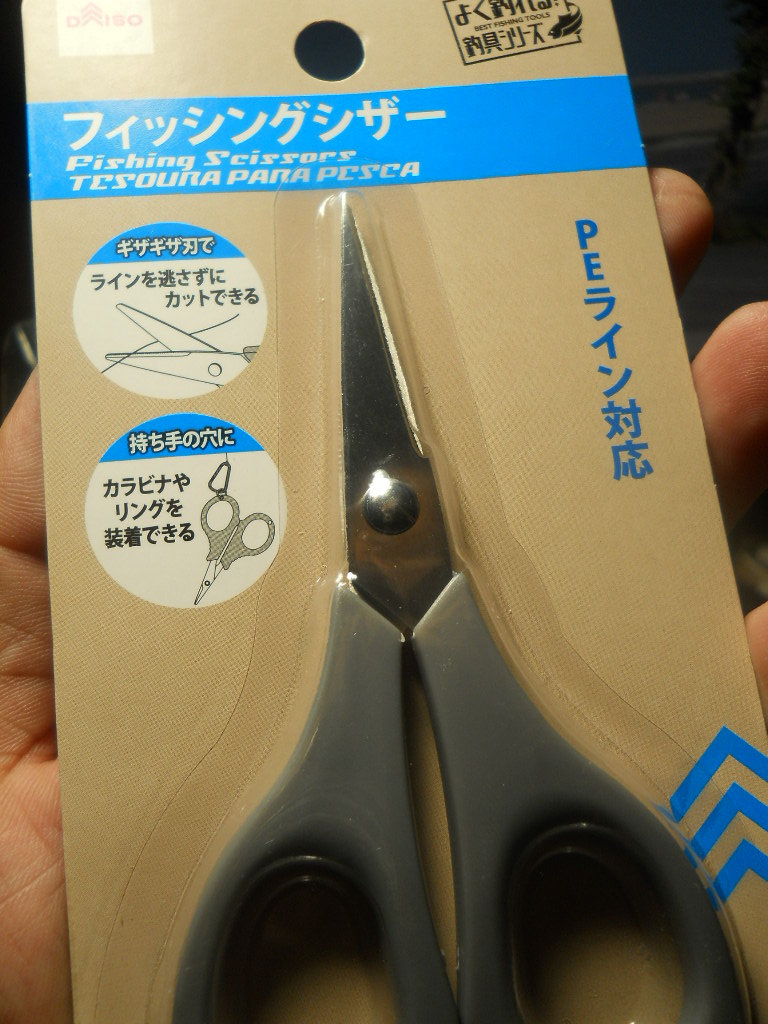 DAISO
よく釣れる!
BEST FISHING TOOLS
釣具シリーズ
フィッシングシザー
Fishing Scissors
TESOURA PARA PESCA
ギザギザ刃で
ラインを逃さずに
カットできる
PEライン対応
持ち手の穴に
カラビナや
リングを
装着できる